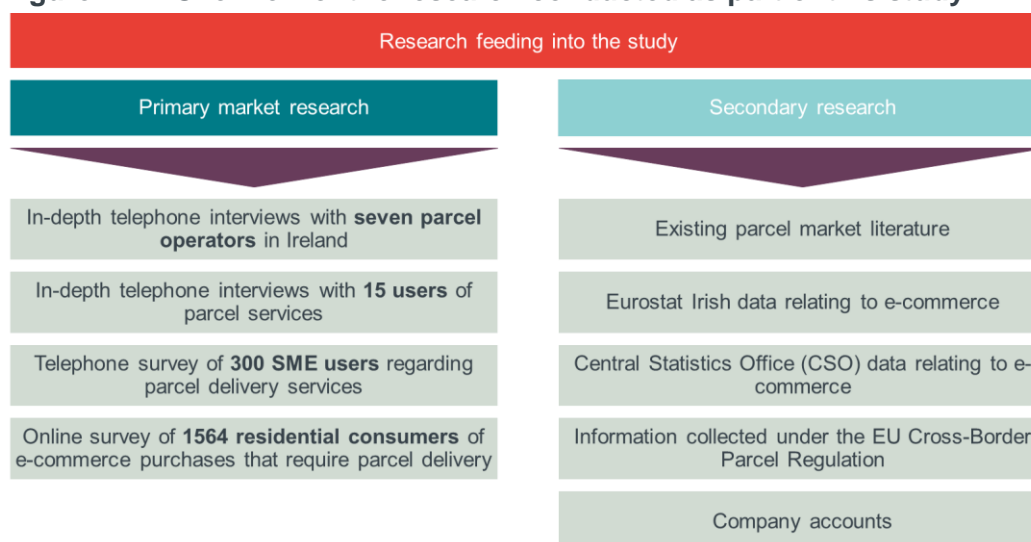 Research feeding into the study
Primary market research
In-depth telephone interviews with seven parcel
operators in Ireland
In-depth telephone interviews with 15 users of
parcel services
Telephone survey of 300 SME users regarding
parcel delivery services
Online survey of 1564 residential consumers of
e-commerce purchases that require parcel delivery
Secondary research
Existing parcel market literature
Eurostat Irish data relating to e-commerce
Central Statistics Office (CSO) data relating to e-
commerce
Information collected under the EU Cross-Border
Parcel Regulation
Company accounts